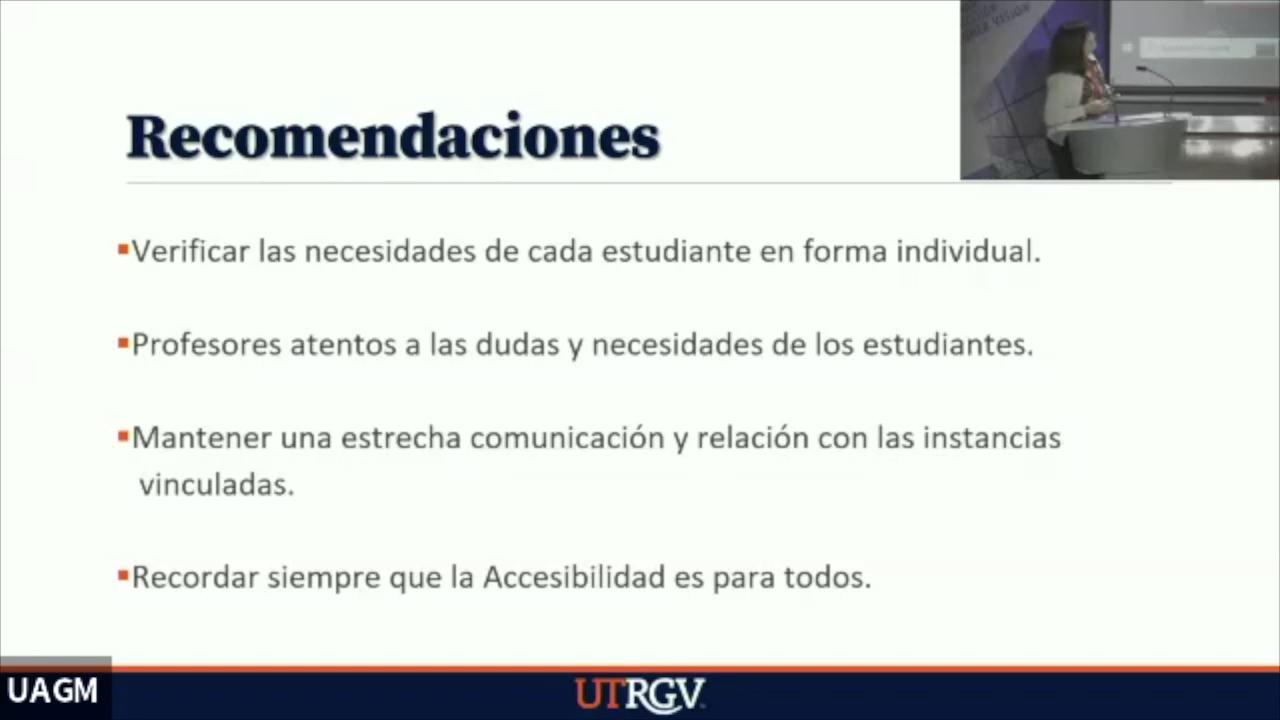 Recomendaciones
▪Verificar las necesidades de cada estudiante en forma individual.
▪Profesores atentos a las dudas y necesidades de los estudiantes.
▪Mantener una estrecha comunicación y relación con las instancias
vinculadas.
▪Recordar siempre que la Accesibilidad es para todos.
UAGM
UTRGV